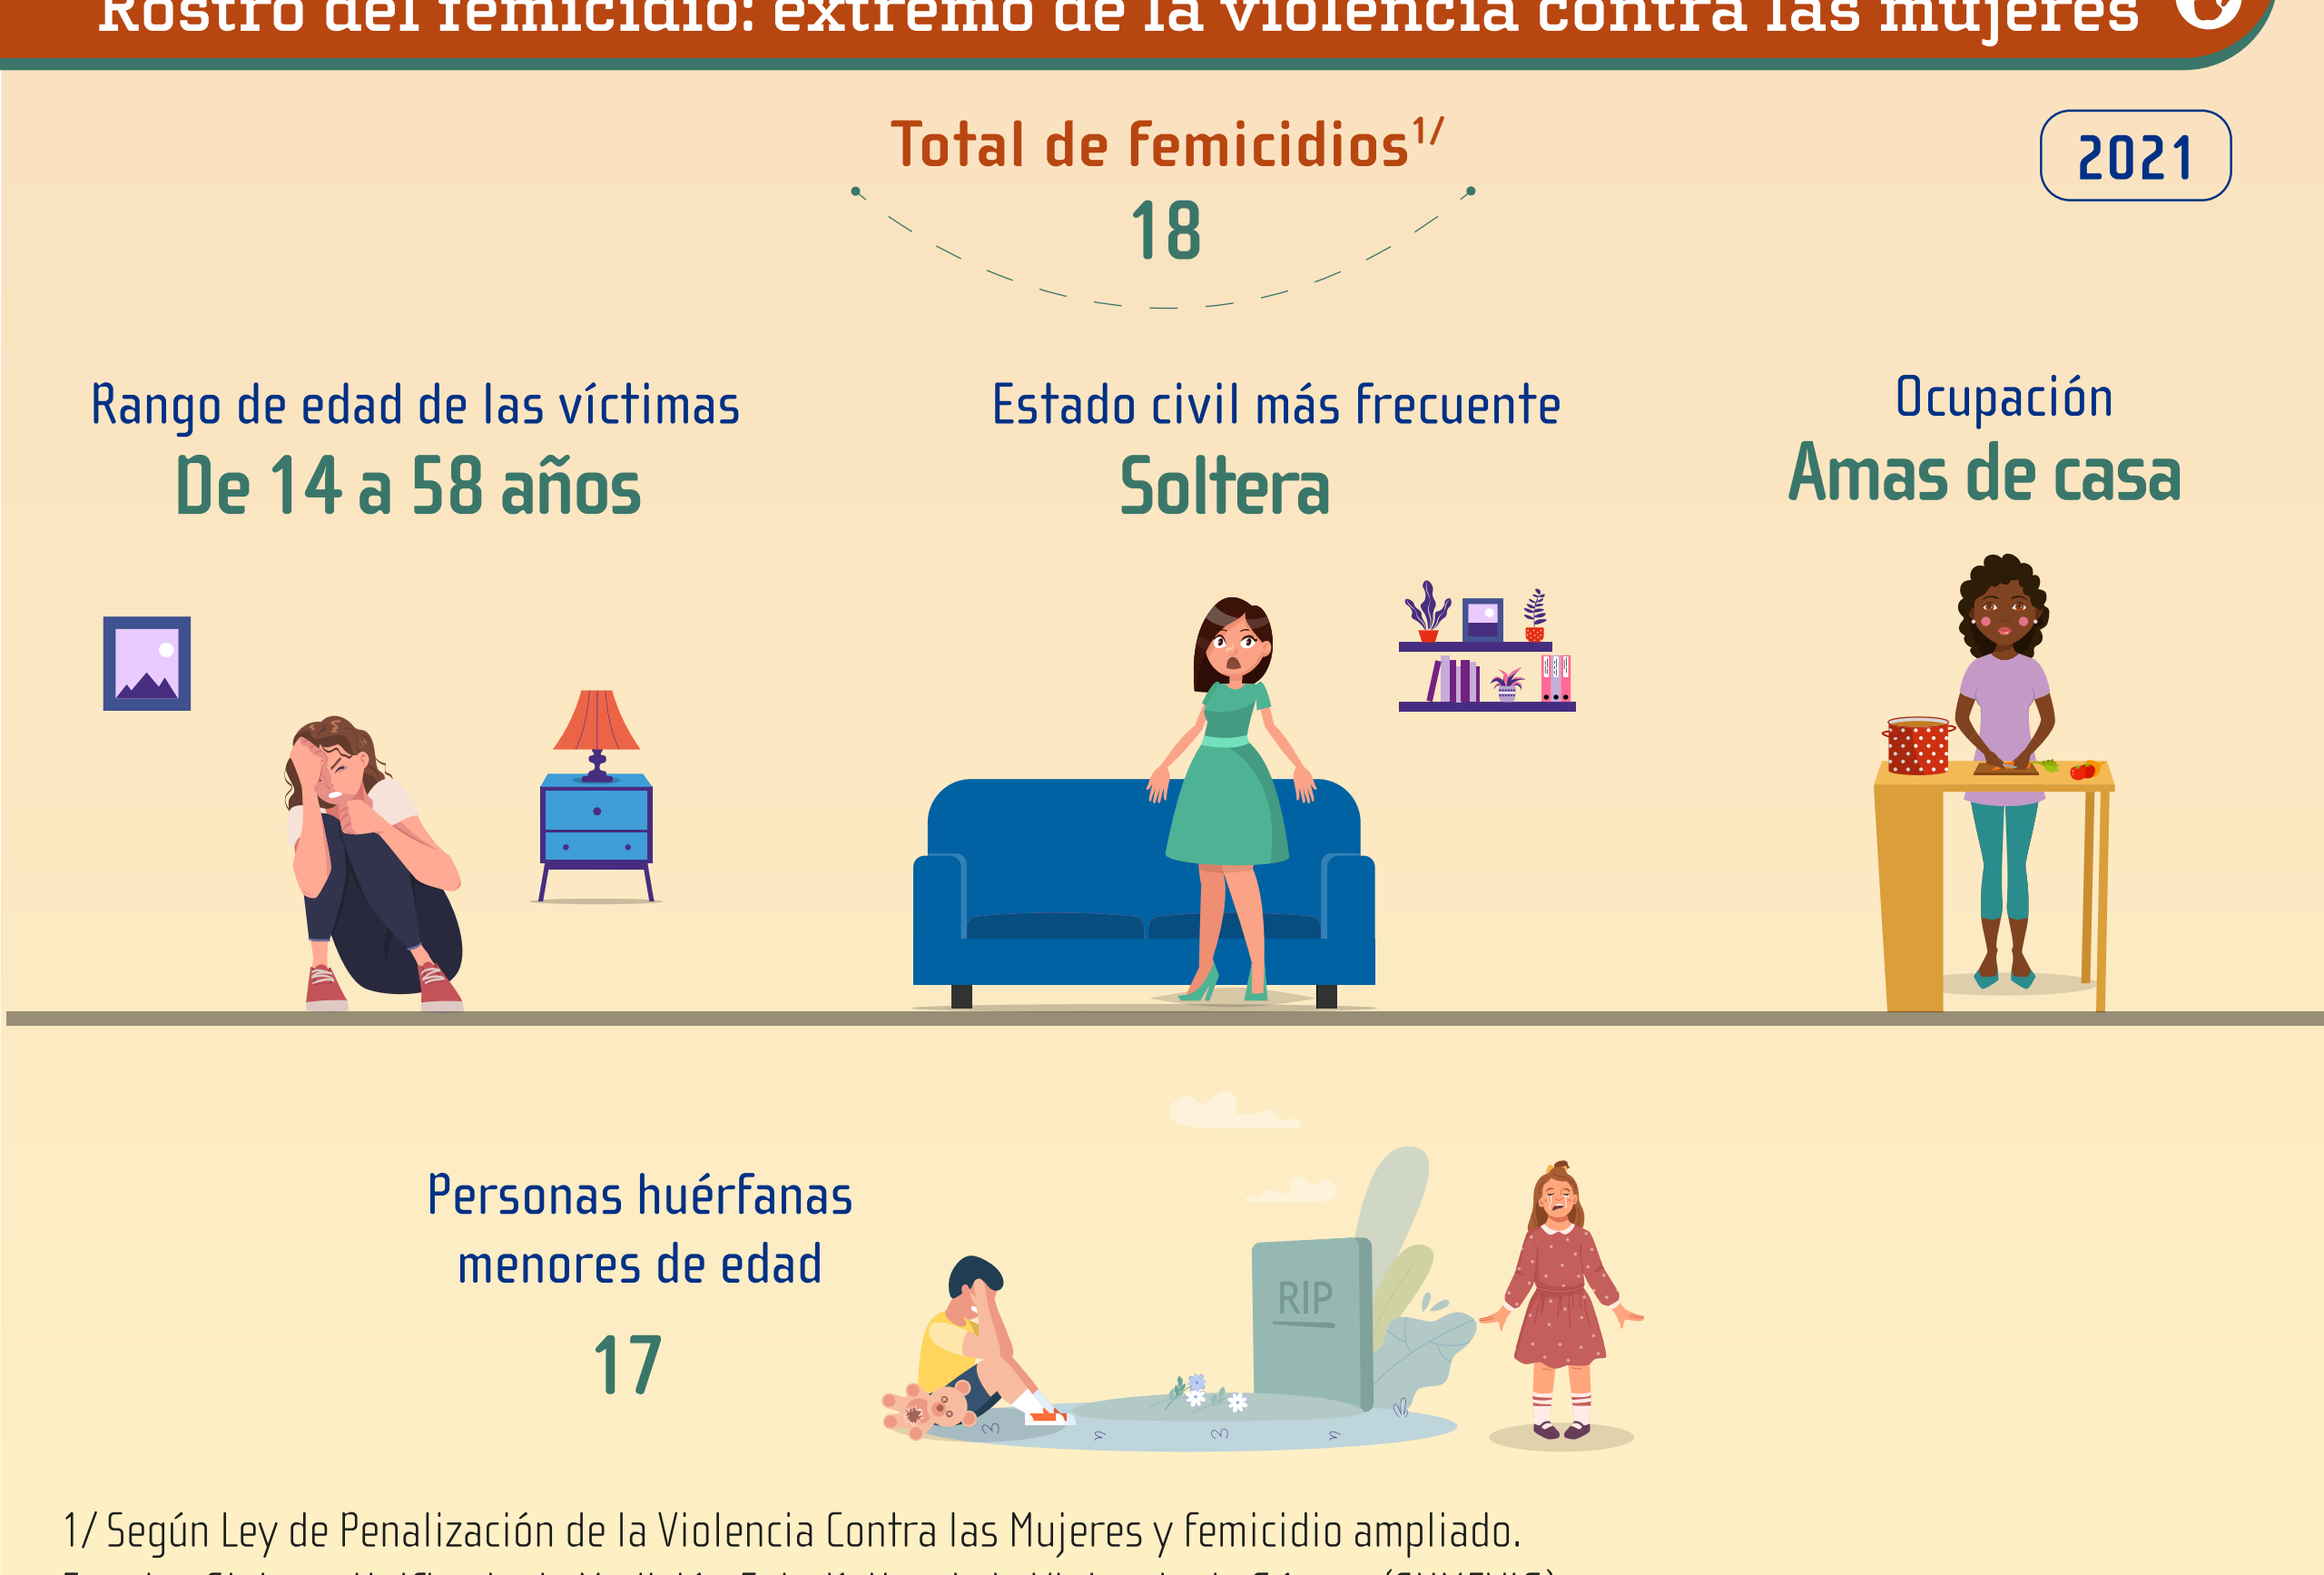 Rostro del femicidio: extremo de la violencia contra las mujeres
Total de femicidios 1/
18
2021
Rango de edad de las víctimas
De 14 a 58 años
Estado civil más frecuente
Soltera
Ocupación
Amas de casa
Personas huérfanas
menores de edad
17
RIP
1/ Según Ley de Penalización de la Violencia Contra las Mujeres y femicidio ampliado.